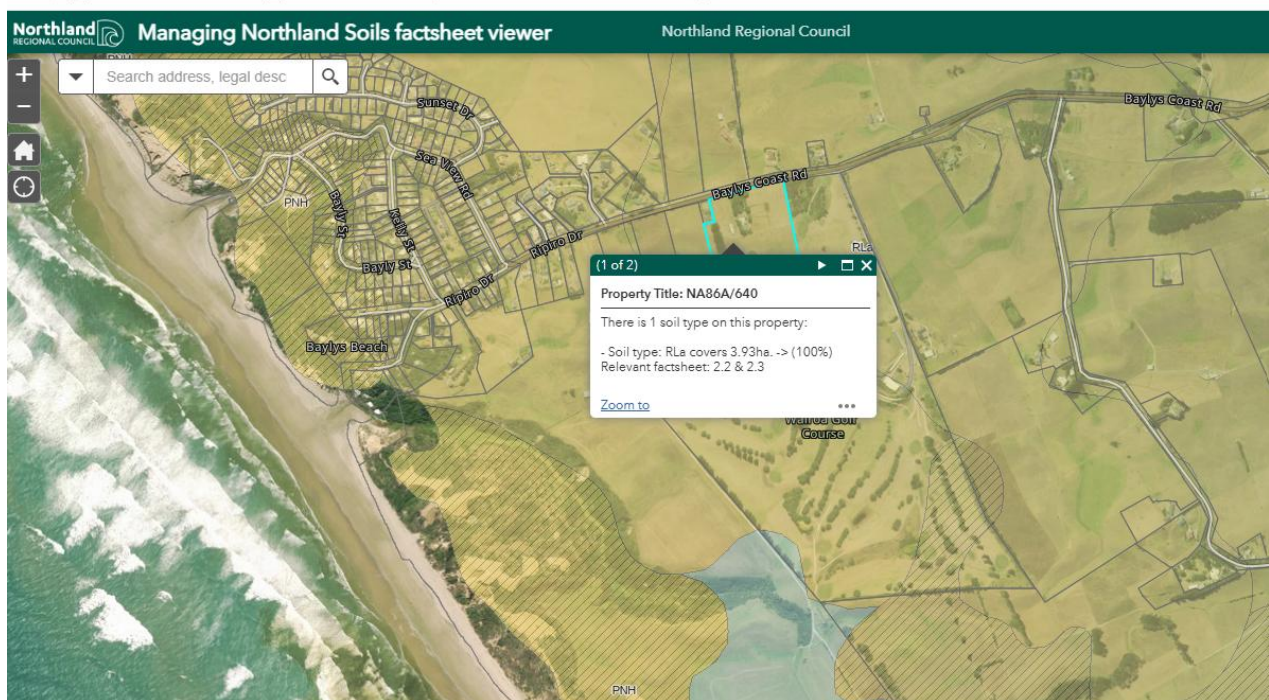 Northland
REGIONAL COUNCIL
Managing Northland Soils factsheet viewer
Northland Regional Council
PNH
+
Search address, legal desc
−
Sunset Dr
Baylys Coast Rd
Sea View Rd
Baylys Coast Rd
PNH
Bayly St
Kelly St
Ripiro Dr
RLa
Bayly St
Ripiro Dr
Baylys Beach
(1 of 2)
Property Title: NA86A/640
There is 1 soil type on this property:
- Soil type: RLa covers 3.93ha. -> (100%)
Relevant factsheet: 2.2 & 2.3
Zoom to
Course
PNH